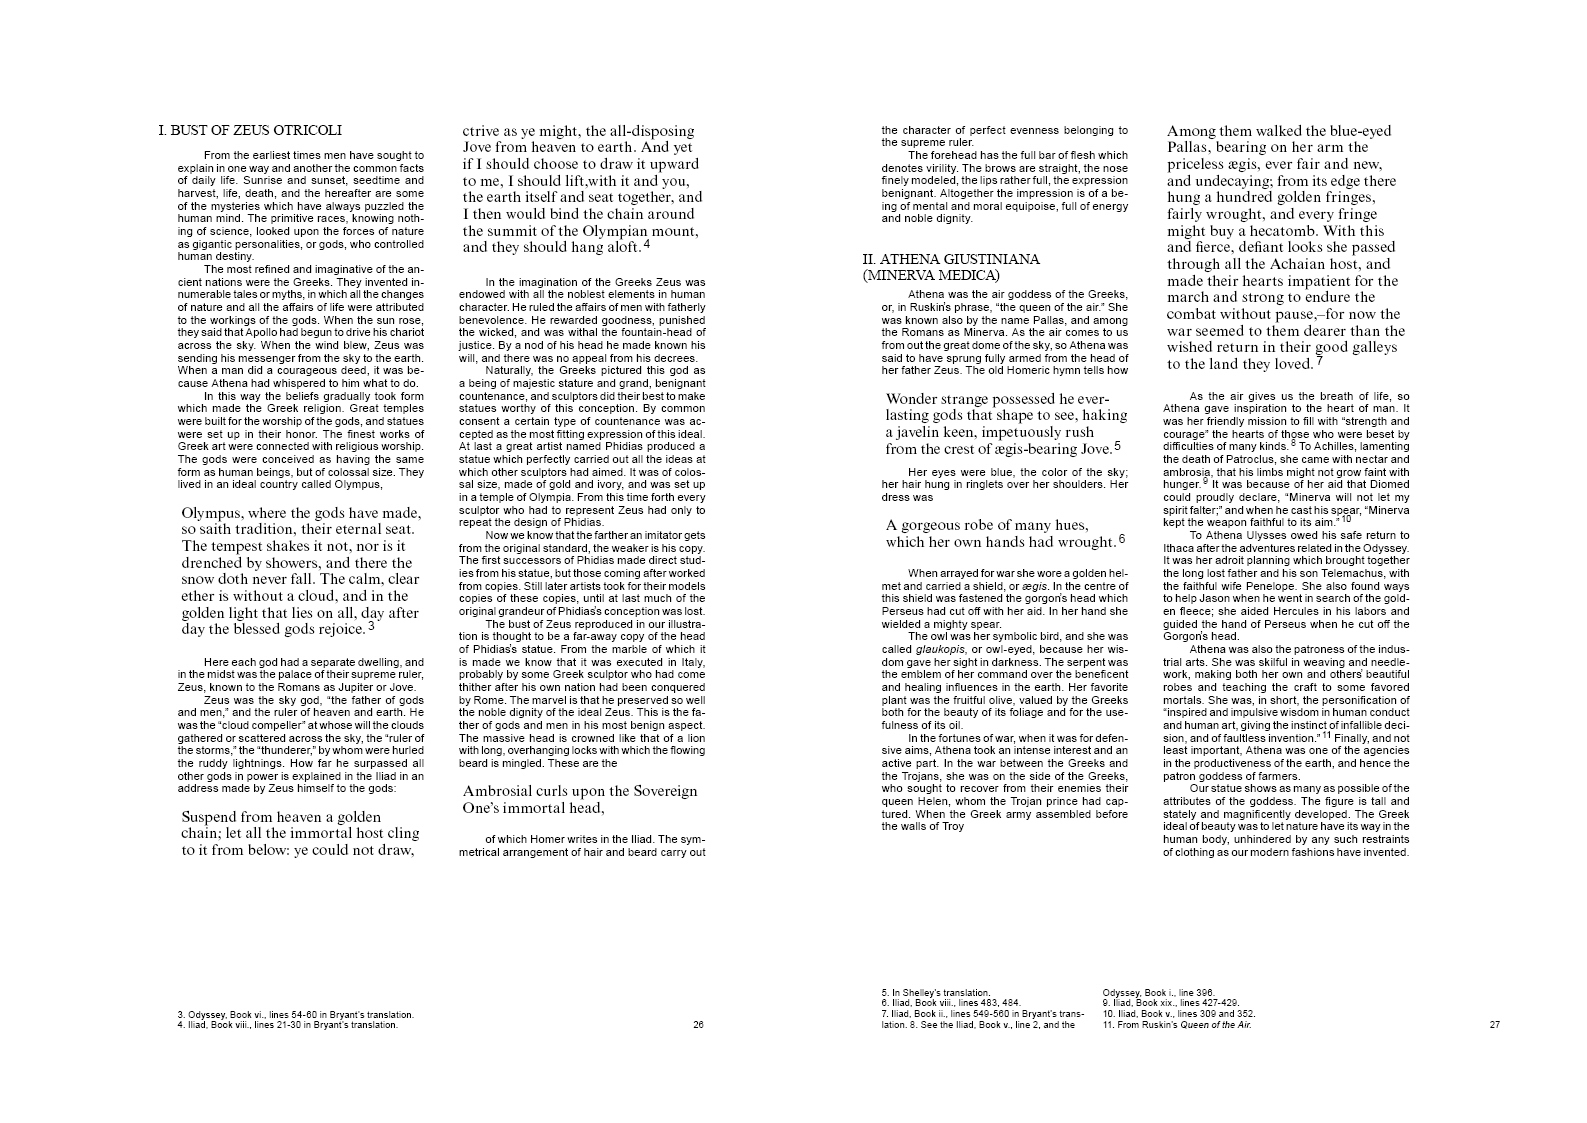 I. BUST OF ZEUS OTRICOLI
From the earliest times men have sought to
explain in one way and another the common facts
of daily life. Sunrise and sunset, seedtime and
harvest, life, death, and the hereafter are some
of the mysteries which have always puzzled the
human mind. The primitive races, knowing noth-
ing of science, looked upon the forces of nature
as gigantic personalities, or gods, who controlled
human destiny.
The most refined and imaginative of the an-
cient nations were the Greeks. They invented in-
numerable tales or myths, in which all the changes
of nature and all the affairs of life were attributed
to the workings of the gods. When the sun rose,
they said that Apollo had begun to drive his chariot
across the sky. When the wind blew, Zeus was
sending his messenger from the sky to the earth.
When a man did a courageous deed, it was be-
cause Athena had whispered to him what to do.
In this way the beliefs gradually took form
which made the Greek religion. Great temples
were built for the worship of the gods, and statues
were set up in their honor. The finest works of
Greek art were connected with religious worship.
The gods were conceived as having the same
form as human beings, but of colossal size. They
lived in an ideal country called Olympus,
Olympus, where the gods have made,
so saith tradition, their eternal seat.
The tempest shakes it not, nor is it
drenched by showers, and there the
snow doth never fall. The calm, clear
ether is without a cloud, and in the
golden light that lies on all, day after
day the blessed gods rejoice. 3
Here each god had a separate dwelling, and
in the midst was the palace of their supreme ruler,
Zeus, known to the Romans as Jupiter or Jove.
Zeus was the sky god, “the father of gods
and men,” and the ruler of heaven and earth. He
was the “cloud compeller” at whose will the clouds
gathered or scattered across the sky, the “ruler of
the storms,” the “thunderer,” by whom were hurled
the ruddy lightnings. How far he surpassed all
other gods in power is explained in the Iliad in an
address made by Zeus himself to the gods:
Suspend from heaven a golden
chain; let all the immortal host cling
to it from below: ye could not draw,
ctrive as ye might, the all-disposing
Jove from heaven to earth. And yet
if I should choose to draw it upward
to me, I should lift,with it and you,
the earth itself and seat together, and
I then would bind the chain around
the summit of the Olympian mount,
and they should hang aloft. 4
In the imagination of the Greeks Zeus was
endowed with all the noblest elements in human
character. He ruled the affairs of men with fatherly
benevolence. He rewarded goodness, punished
the wicked, and was withal the fountain-head of
justice. By a nod of his head he made known his
will, and there was no appeal from his decrees.
Naturally, the Greeks pictured this god as
a being of majestic stature and grand, benignant
countenance, and sculptors did their best to make
statues worthy of this conception. By common
consent a certain type of countenance was ac-
cepted as the most fitting expression of this ideal.
At last a great artist named Phidias produced a
statue which perfectly carried out all the ideas at
which other sculptors had aimed. It was of colos-
sal size, made of gold and ivory, and was set up
in a temple of Olympia. From this time forth every
sculptor who had to represent Zeus had only to
repeat the design of Phidias.
Now we know that the farther an imitator gets
from the original standard, the weaker is his copy.
The first successors of Phidias made direct stud-
ies from his statue, but those coming after worked
from copies. Still later artists took for their models
copies of these copies, until at last much of the
original grandeur of Phidias's conception was lost.
The bust of Zeus reproduced in our illustra-
tion is thought to be a far-away copy of the head
of Phidias's statue. From the marble of which it
is made we know that it was executed in Italy,
probably by some Greek sculptor who had come
thither after his own nation had been conquered
by Rome. The marvel is that he preserved so well
the noble dignity of the ideal Zeus. This is the fa-
ther of gods and men in his most benign aspect.
The massive head is crowned like that of a lion
with long, overhanging locks with which the flowing
beard is mingled. These are the
Ambrosial curls upon the Sovereign
One’s immortal head,
of which Homer writes in the Iliad. The sym-
metrical arrangement of hair and beard carry out
3. Odyssey, Book vi., lines 54-60 in Bryant's translation.
4. Iliad, Book viii., lines 21-30 in Bryant's translation.
26
the character of perfect evenness belonging to
the supreme ruler.
The forehead has the full bar of flesh which
denotes virility. The brows are straight, the nose
finely modeled, the lips rather full, the expression
benignant. Altogether the impression is of a be-
ing of mental and moral equipoise, full of energy
and noble dignity.
II. ATHENA GIUSTINIANA
(MINERVA MEDICA)
Athena was the air goddess of the Greeks,
or, in Ruskin's phrase, “the queen of the air.” She
was known also by the name Pallas, and among
the Romans as Minerva. As the air comes to us
from out the great dome of the sky, so Athena was
said to have sprung fully armed from the head of
her father Zeus. The old Homeric hymn tells how
Wonder strange possessed he ever-
lasting gods that shape to see, haking
a javelin keen, impetuously rush
from the crest of ægis-bearing Jove. 5
Her eyes were blue, the color of the sky;
her hair hung in ringlets over her shoulders. Her
dress was
A gorgeous robe of many hues,
which her own hands had wrought. 6
When arrayed for war she wore a golden hel-
met and carried a shield, or ægis. In the centre of
this shield was fastened the gorgon's head which
Perseus had cut off with her aid. In her hand she
wielded a mighty spear.
The owl was her symbolic bird, and she was
called glaukopis, or owl-eyed, because her wis-
dom gave her sight in darkness. The serpent was
the emblem of her command over the beneficent
and healing influences in the earth. Her favorite
plant was the fruitful olive, valued by the Greeks
both for the beauty of its foliage and for the use-
fulness of its oil.
In the fortunes of war, when it was for defen-
sive aims, Athena took an intense interest and an
active part. In the war between the Greeks and
the Trojans, she was on the side of the Greeks,
who sought to recover from their enemies their
queen Helen, whom the Trojan prince had cap-
tured. When the Greek army assembled before
the walls of Troy
Among them walked the blue-eyed
Pallas, bearing on her arm the
priceless ægis, ever fair and new,
and undecaying; from its edge there
hung a hundred golden fringes,
fairly wrought, and every fringe
might buy a hecatomb. With this
and fierce, defiant looks she passed
through all the Achaian host, and
made their hearts impatient for the
march and strong to endure the
combat without pause,–for now the
war seemed to them dearer than the
wished return in their good galleys
to the land they loved. 7
As the air gives us the breath of life, so
Athena gave inspiration to the heart of man. It
was her friendly mission to fill with “strength and
courage” the hearts of those who were beset by
difficulties of many kinds. 8 To Achilles, lamenting
the death of Patroclus, she came with nectar and
ambrosia, that his limbs might not grow faint with
hunger. 9 It was because of her aid that Diomed
could proudly declare, “Minerva will not let my
spirit falter;” and when he cast his spear, “Minerva
kept the weapon faithful to its aim.” 10
To Athena Ulysses owed his safe return to
Ithaca after the adventures related in the Odyssey.
It was her adroit planning which brought together
the long lost father and his son Telemachus, with
the faithful wife Penelope. She also found ways
to help Jason when he went in search of the gold-
en fleece; she aided Hercules in his labors and
guided the hand of Perseus when he cut off the
Gorgon's head.
Athena was also the patroness of the indus-
trial arts. She was skilful in weaving and needle-
work, making both her own and others' beautiful
robes and teaching the craft to some favored
mortals. She was, in short, the personification of
“inspired and impulsive wisdom in human conduct
and human art, giving the instinct of infallible deci-
sion, and of faultless invention.” 11 Finally, and not
least important, Athena was one of the agencies
in the productiveness of the earth, and hence the
patron goddess of farmers.
Our statue shows as many as possible of the
attributes of the goddess. The figure is tall and
stately and magnificently developed. The Greek
ideal of beauty was to let nature have its way in the
human body, unhindered by any such restraints
of clothing as our modern fashions have invented.
5. In Shelley's translation.
6. Iliad, Book viii., lines 483, 484.
7. Iliad, Book ii., lines 549-560 in Bryant's trans-
lation. 8. See the Iliad, Book v., line 2, and the
Odyssey, Book i., line 396.
9. Iliad, Book xix., lines 427-429.
10. Iliad, Book v., lines 309 and 352.
11. From Ruskin's Queen of the Air.
27